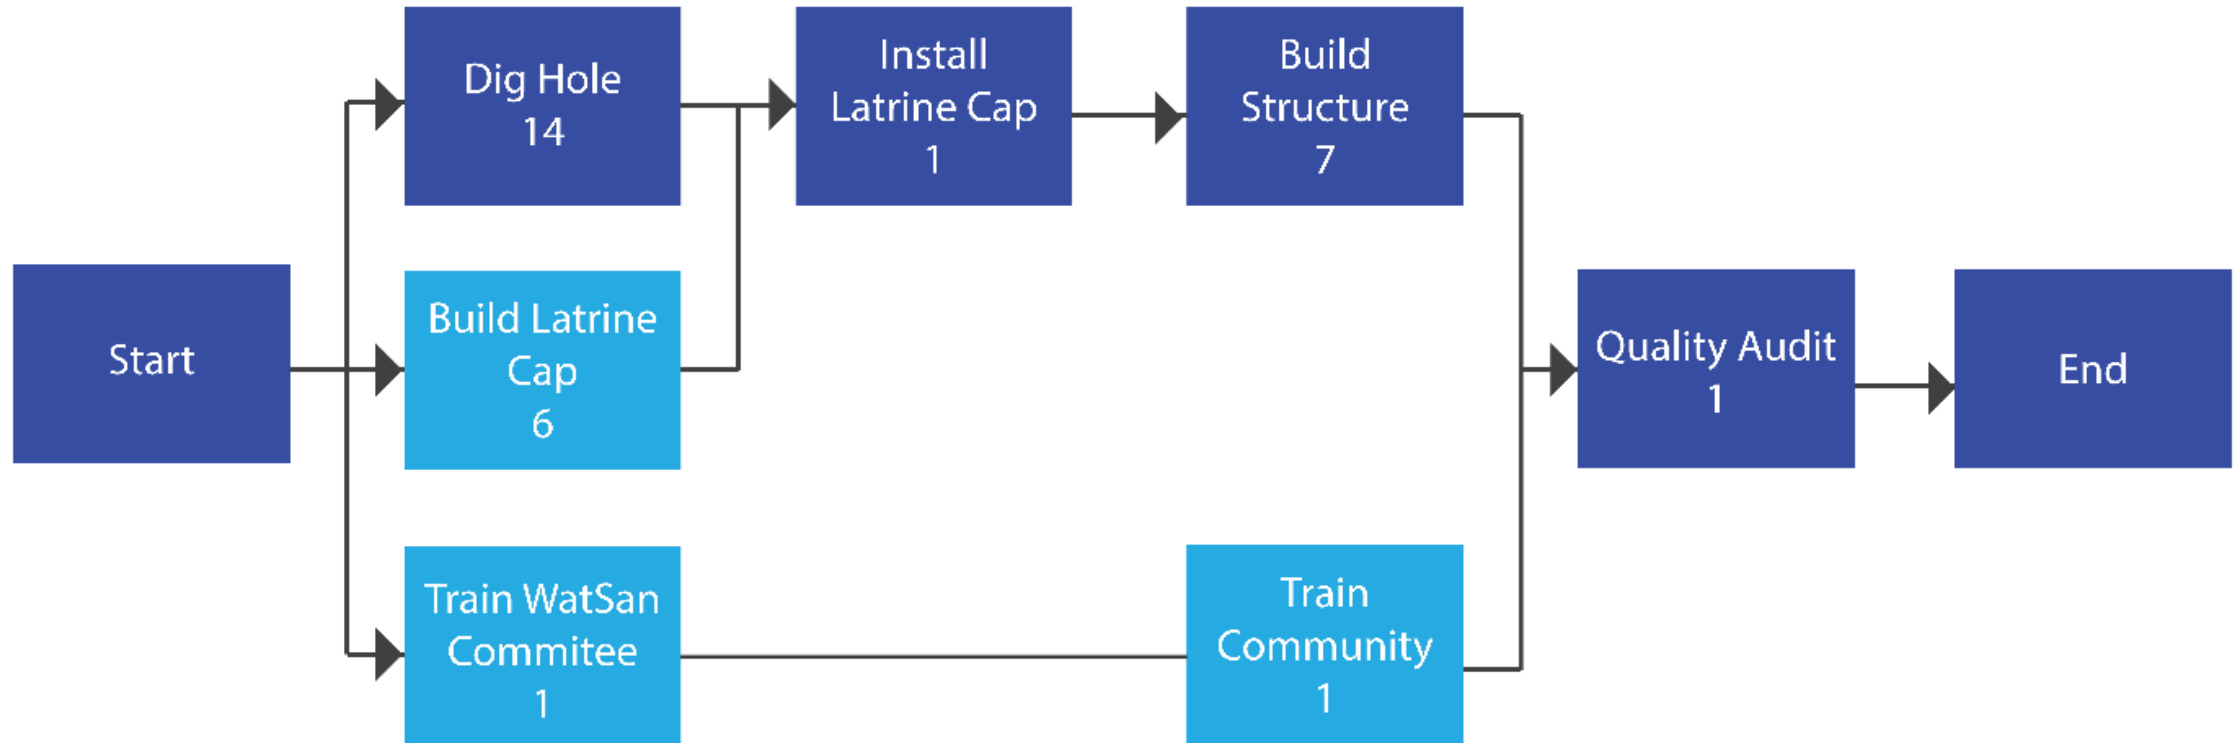 Dig Hole
14
Install
Latrine Cap
1
Build
Structure
7
Start
Build Latrine
Cap
6
Quality Audit
1
End
Train WatSan
Commitee
1
Train
Community
1